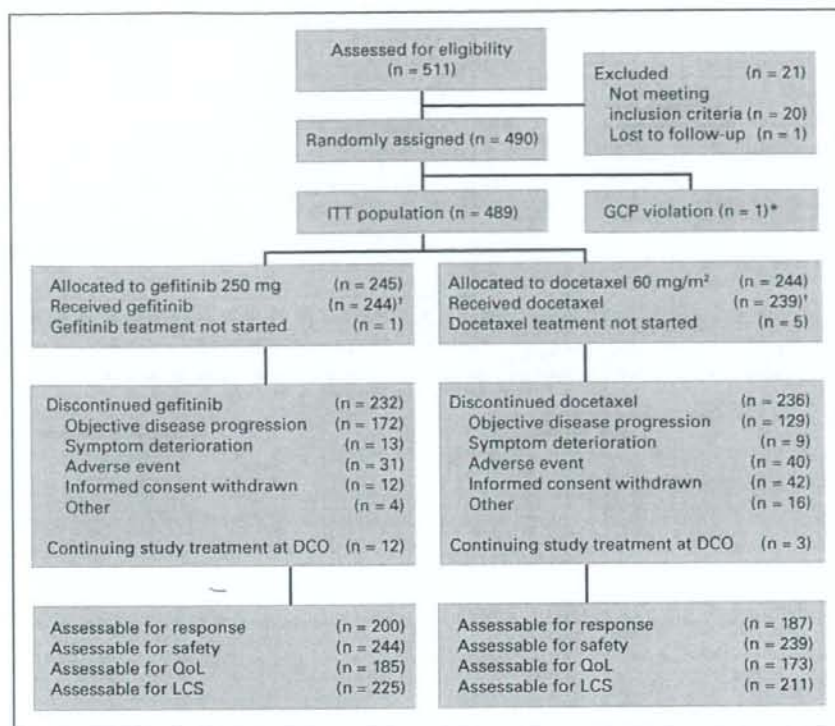 Assessed for eligibility
(n = 511)
Excluded (n = 21)
Not meeting
inclusion criteria (n = 20)
Lost to follow-up (n = 1)
Randomly assigned (n = 490)
ITT population (n = 489)
GCP violation (n = 1)*
Allocated to gefitinib 250 mg (n = 245)
Received gefitinib (n = 244)†
Gefitinib teatment not started (n = 1)
Allocated to docetaxel 60 mg/m² (n = 244)
Received docetaxel (n = 239)†
Docetaxel teatment not started (n = 5)
Discontinued gefitinib (n = 232)
Objective disease progression (n = 172)
Symptom deterioration (n = 13)
Adverse event (n = 31)
Informed consent withdrawn (n = 12)
Other (n = 4)
Continuing study treatment at DCO (n = 12)
Discontinued docetaxel (n = 236)
Objective disease progression (n = 129)
Symptom deterioration (n = 9)
Adverse event (n = 40)
Informed consent withdrawn (n = 42)
Other (n = 16)
Continuing study treatment at DCO (n = 3)
Assessable for response (n = 200)
Assessable for safety (n = 244)
Assessable for QoL (n = 185)
Assessable for LCS (n = 225)
Assessable for response (n = 187)
Assessable for safety (n = 239)
Assessable for QoL (n = 173)
Assessable for LCS (n = 211)